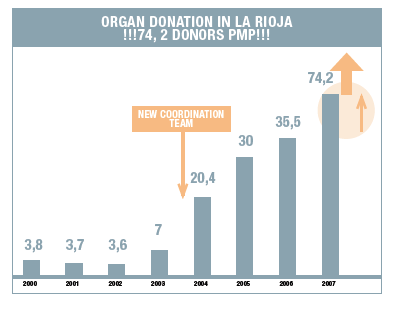 ORGAN DONATION IN LA RIOJA
!!!74, 2 DONORS PMP!!!
74,2
NEW COORDINATION
TEAM
35,5
30
20,4
7
3,8
3,7
3,6
2000 2001 2002 2003 2004 2005 2006 2007